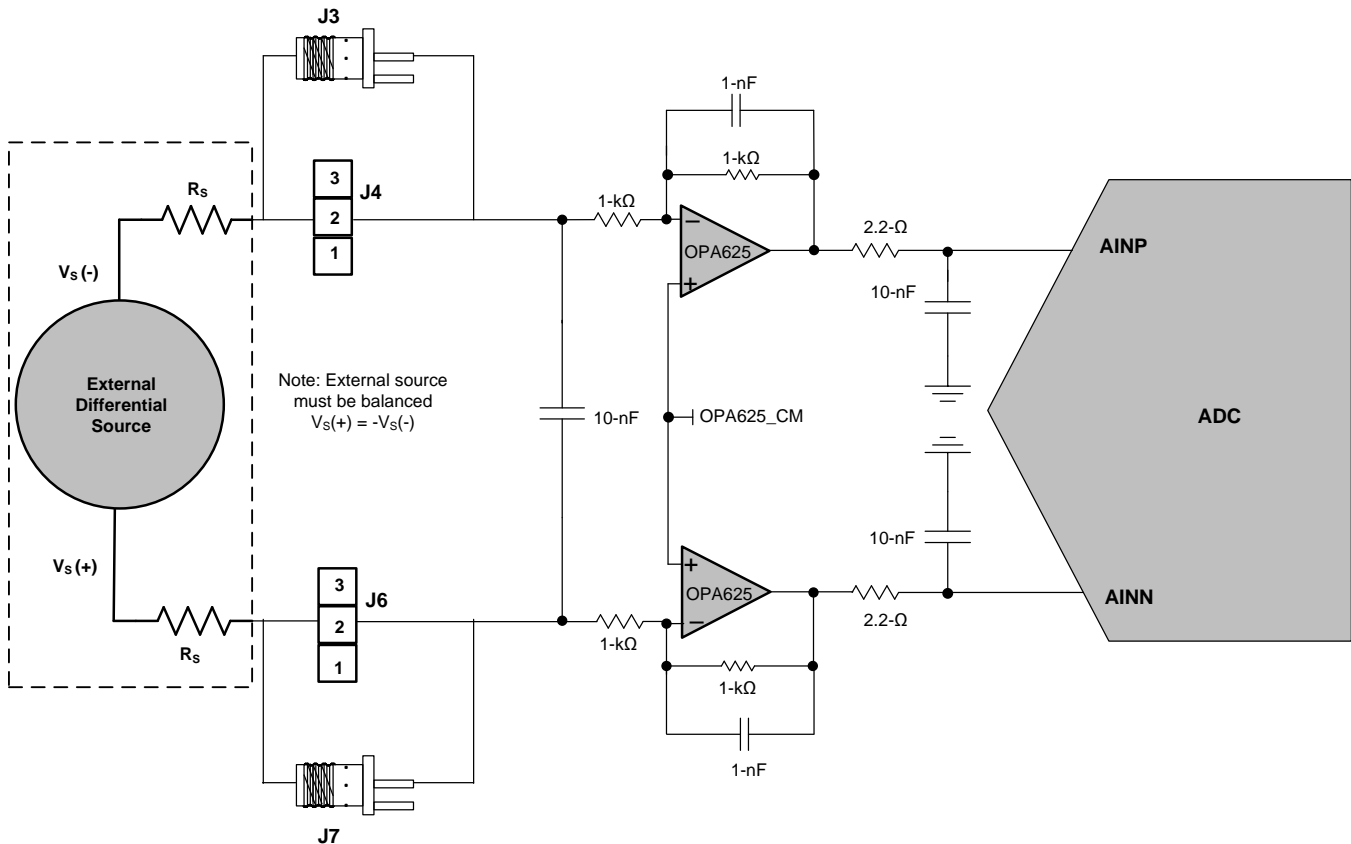 J3
1-nF
1-kΩ
3
2
1
J4
RS
1-kΩ
−
OPA625
+
2.2-Ω
AINP
VS (-)
10-nF
External
Differential
Source
Note: External source
must be balanced
VS(+) = -VS(-)
10-nF
OPA625_CM
ADC
VS (+)
10-nF
3
2
1
J6
+
OPA625
−
AINN
RS
1-kΩ
2.2-Ω
1-kΩ
1-nF
J7